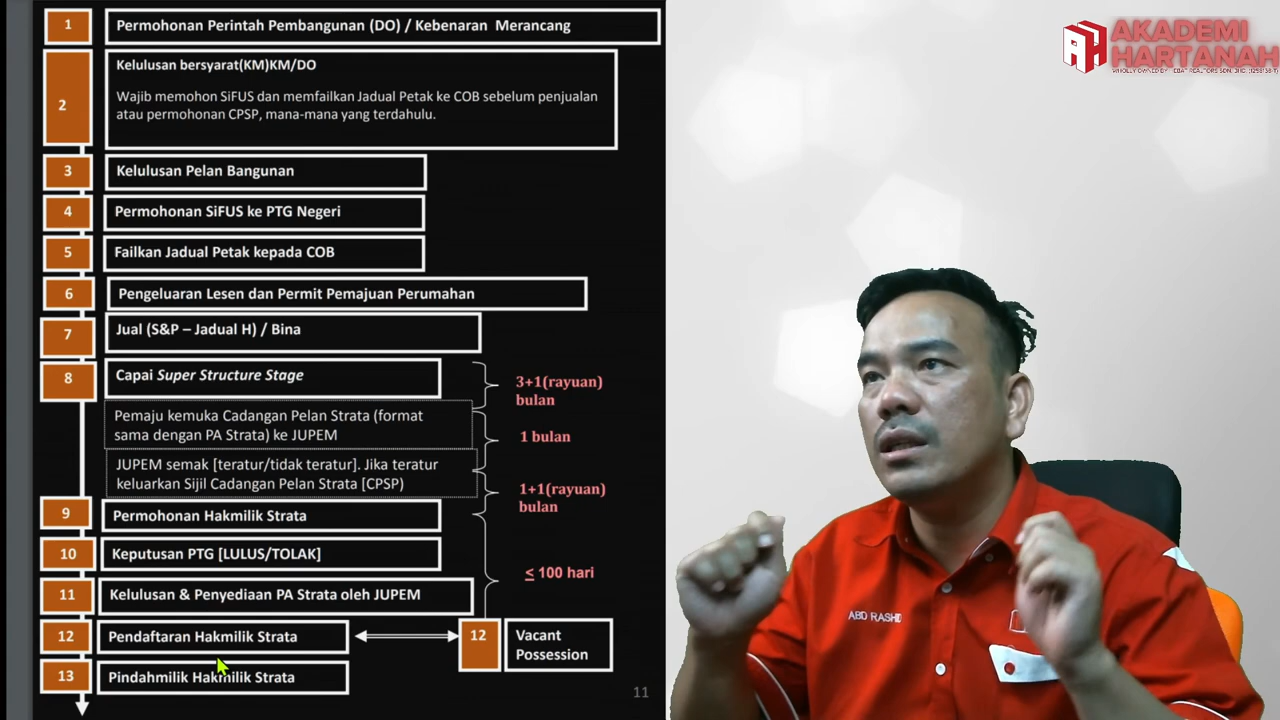 1
Permohonan Perintah Pembangunan (DO) / Kebenaran Merancang
2
Kelulusan bersyarat(KM)KM/DO
Wajib memohon SiFUS dan memfailkan Jadual Petak ke COB sebelum penjualan
atau permohonan CPSP, mana-mana yang terdahulu.
3
Kelulusan Pelan Bangunan
4
Permohonan SiFUS ke PTG Negeri
5
Failkan Jadual Petak kepada COB
6
Pengeluaran Lesen dan Permit Pemajuan Perumahan
7
Jual (S&P – Jadual H) / Bina
8
Capai Super Structure Stage
3+1(rayuan)
bulan
Pemaju kemuka Cadangan Pelan Strata (format
sama dengan PA Strata) ke JUPEM
1 bulan
JUPEM semak [teratur/tidak teratur]. Jika teratur
keluarkan Sijil Cadangan Pelan Strata [CPSP)
1+1(rayuan)
bulan
9
Permohonan Hakmilik Strata
10
Keputusan PTG [LULUS/TOLAK]
≤ 100 hari
11
Kelulusan & Penyediaan PA Strata oleh JUPEM
12
Pendaftaran Hakmilik Strata
12
Vacant
Possession
13
Pindahmilik Hakmilik Strata
11
AKADEMI
HARTANAH
ABD RASHID